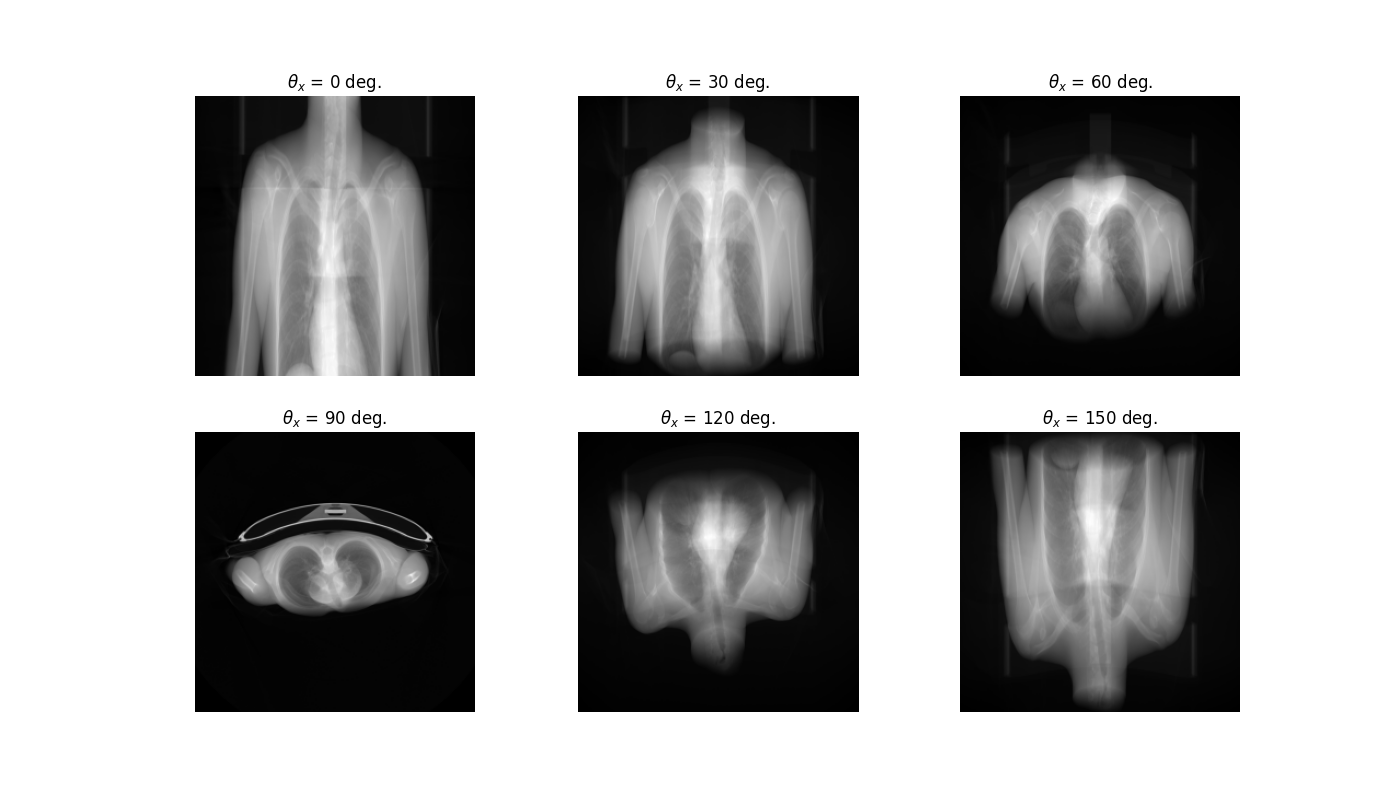 θₓ = 0 deg.
θₓ = 30 deg.
θₓ = 60 deg.
θₓ = 90 deg.
θₓ = 120 deg.
θₓ = 150 deg.